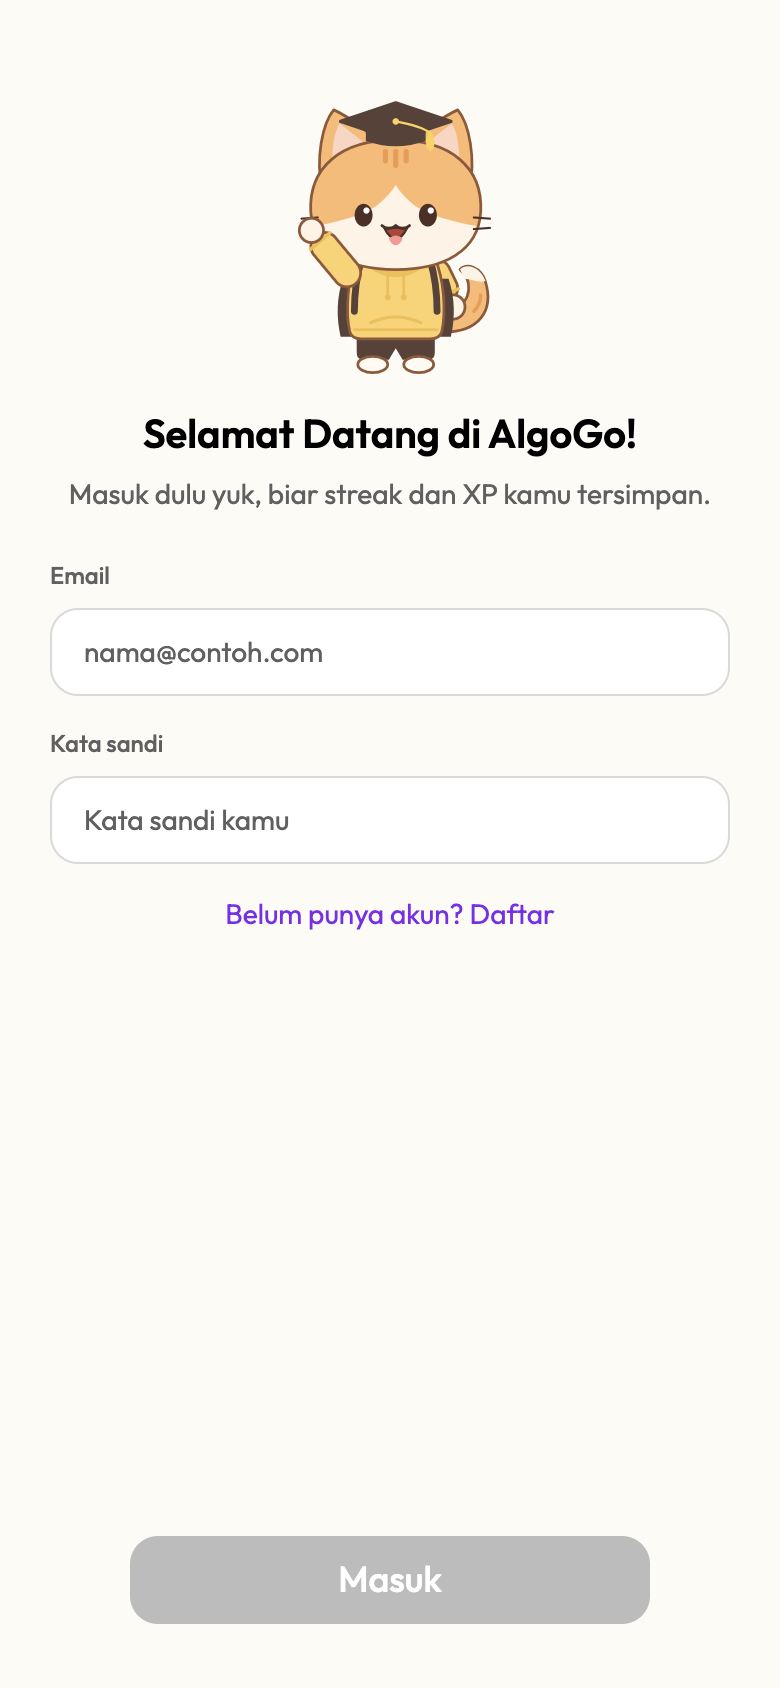 Selamat Datang di AlgoGo!
Masuk dulu yuk, biar streak dan XP kamu tersimpan.
Email
nama@contoh.com
Kata sandi
Kata sandi kamu
Belum punya akun? Daftar
Masuk